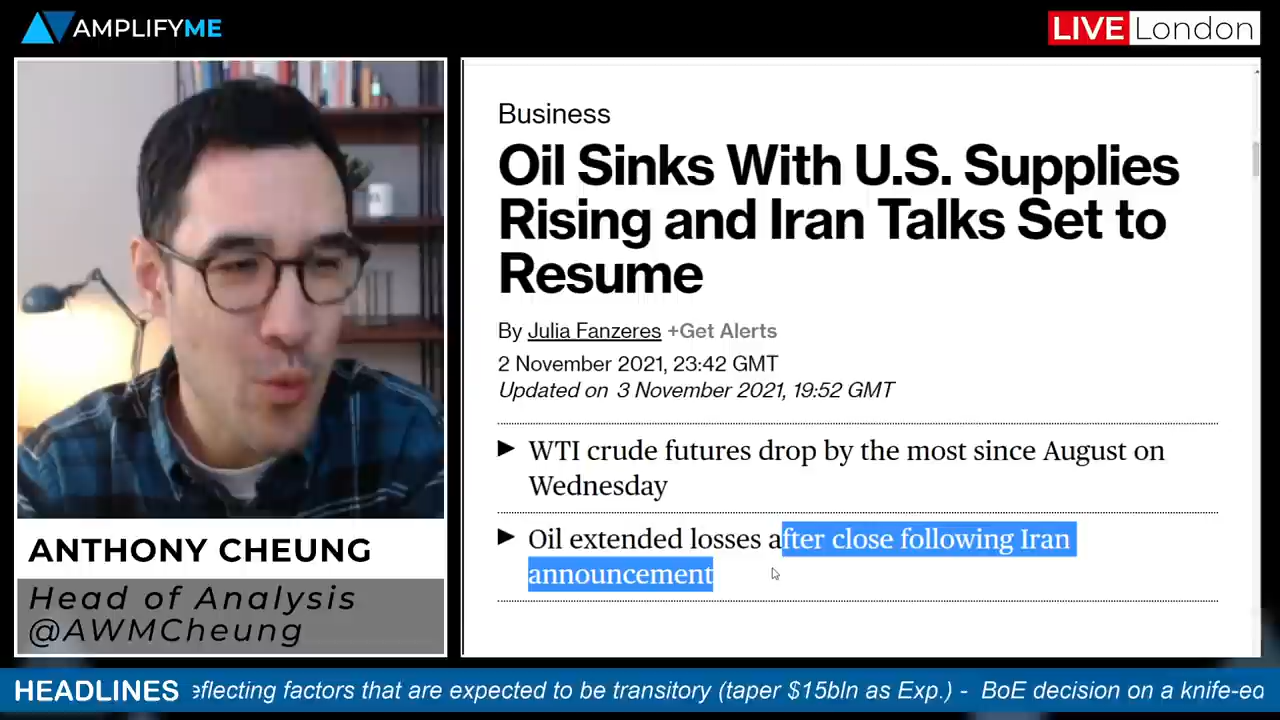 AMPLIFYME
LIVE London
Business
Oil Sinks With U.S. Supplies
Rising and Iran Talks Set to
Resume
By Julia Fanzeres +Get Alerts
2 November 2021, 23:42 GMT
Updated on 3 November 2021, 19:52 GMT
WTI crude futures drop by the most since August on
Wednesday
Oil extended losses after close following Iran
announcement
ANTHONY CHEUNG
Head of Analysis
@AWMCheung
HEADLINES eflecting factors that are expected to be transitory (taper $15bln as Exp.) - BoE decision on a knife-ed